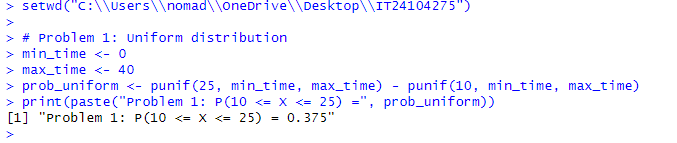 > setwd("C:\\Users\\nomad\\OneDrive\\Desktop\\IT24104275")
>
> # Problem 1: Uniform distribution
> min_time <- 0
> max_time <- 40
> prob_uniform <- punif(25, min_time, max_time) - punif(10, min_time, max_time)
> print(paste("Problem 1: P(10 <= X <= 25) =", prob_uniform))
[1] "Problem 1: P(10 <= X <= 25) = 0.375"
>